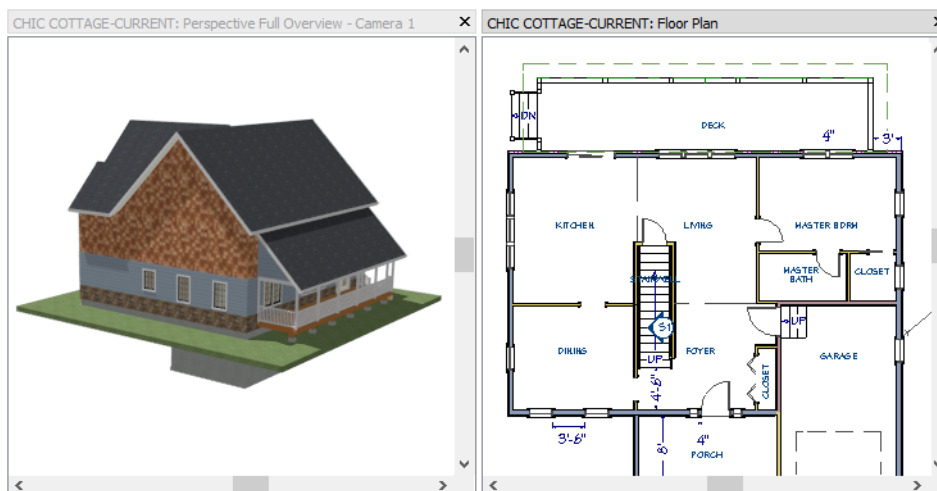 CHIC COTTAGE-CURRENT: Perspective Full Overview - Camera 1
CHIC COTTAGE-CURRENT: Floor Plan
DN
DECK
4"
3'
KITCHEN
LIVING
MASTER BDRM
MASTER
BATH
CLOSET
S1
UP
DINING
FOYER
GARAGE
UP
CLOSET
4'-6"
3'-6"
8'
4"
PORCH